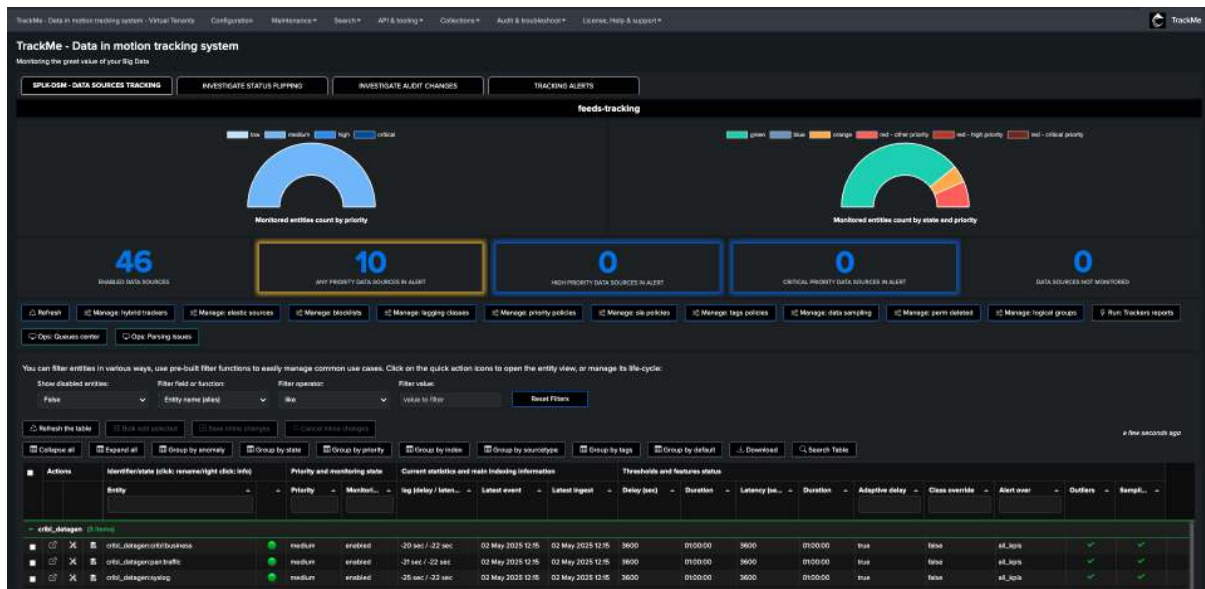 TrackMe - Data in motion tracking system - Virtual Tenants Configuration Maintenance Search API & tooling Collections Audit & troubleshoot License, Help & support TrackMe
TrackMe - Data in motion tracking system
Monitoring the great value of your Big Data
SPLK-DSM - DATA SOURCES TRACKING INVESTIGATE STATUS FLIPPING INVESTIGATE AUDIT CHANGES TRACKING ALERTS
feeds-tracking
low medium high critical
green blue orange red - other priority red - high priority red - critical priority
Monitored entities count by priority
Monitored entities count by state and priority
46 10 0 0 0
ENABLED DATA SOURCES ANY PRIORITY DATA SOURCES IN ALERT HIGH PRIORITY DATA SOURCES IN ALERT CRITICAL PRIORITY DATA SOURCES IN ALERT DATA SOURCES NOT MONITORED
Refresh Manage: hybrid trackers Manage: elastic sources Manage: blocklists Manage: lagging classes Manage: priority policies Manage: sla policies Manage: tags policies Manage: data sampling Manage: perm deleted Manage: logical groups Run: Trackers reports
Ops: Queues center Ops: Parsing issues
You can filter entities in various ways, use pre-built filter functions to easily manage common use cases. Click on the quick action icons to open the entity view, or manage its life-cycle:
Show disabled entities: Filter field or function: Filter operator: Filter value:
False Entity name (alias) like value to filter Reset Filters
Refresh the table Bulk edit selected Save inline changes Cancel inline changes
a few seconds ago
Collapse all Expand all Group by anomaly Group by state Group by priority Group by index Group by sourcetype Group by tags Group by default Download Search Table
Actions Identifier/state (click: rename/right click: info) Priority and monitoring state Current statistics and main indexing information Thresholds and features status
Entity Priority Monitori... lag (delay / laten... Latest event Latest ingest Delay (sec) Duration Latency (se... Duration Adaptive delay Class override Alert over Outliers Sampli...
cribl_datagen (3 items)
cribl_datagen:cribl:business medium enabled -20 sec / -22 sec 02 May 2025 12:15 02 May 2025 12:15 3600 01:00:00 3600 01:00:00 true false all_kpis
cribl_datagen:pan:traffic medium enabled -21 sec / -22 sec 02 May 2025 12:15 02 May 2025 12:15 3600 01:00:00 3600 01:00:00 true false all_kpis
cribl_datagen:syslog medium enabled -25 sec / -22 sec 02 May 2025 12:15 02 May 2025 12:15 3600 01:00:00 3600 01:00:00 true false all_kpis